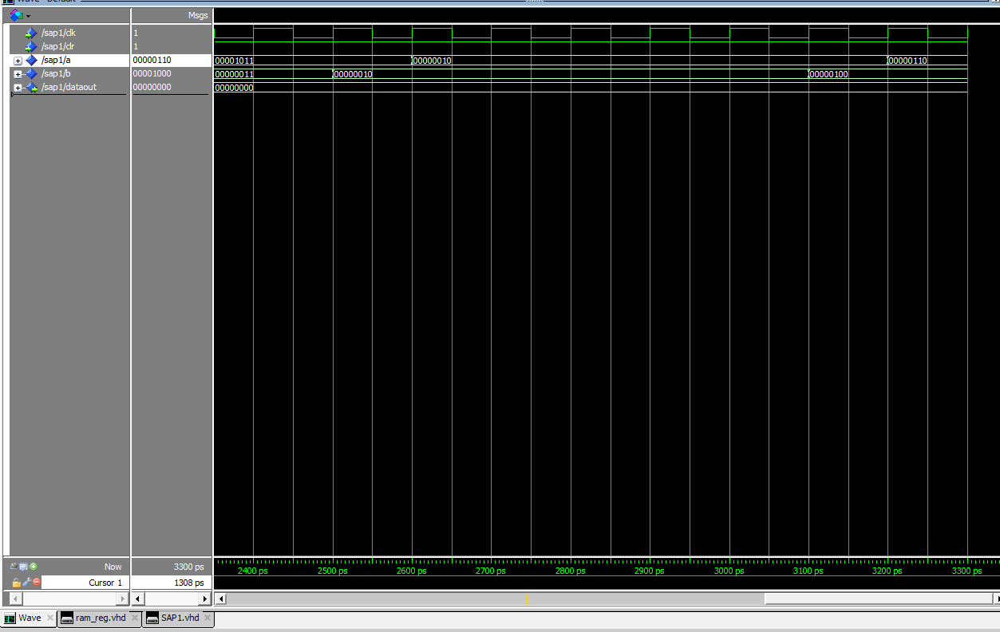 Wave - Default
Msgs
/sap1/clk 1
/sap1/clr 1
/sap1/a 00000110 00001011 00000010 00000110
/sap1/b 00001000 00000011 00000010 00000100
/sap1/dataout 00000000 00000000
Now 3300 ps 2400 ps 2500 ps 2600 ps 2700 ps 2800 ps 2900 ps 3000 ps 3100 ps 3200 ps 3300 ps
Cursor 1 1308 ps
Wave ram_reg.vhd SAP1.vhd